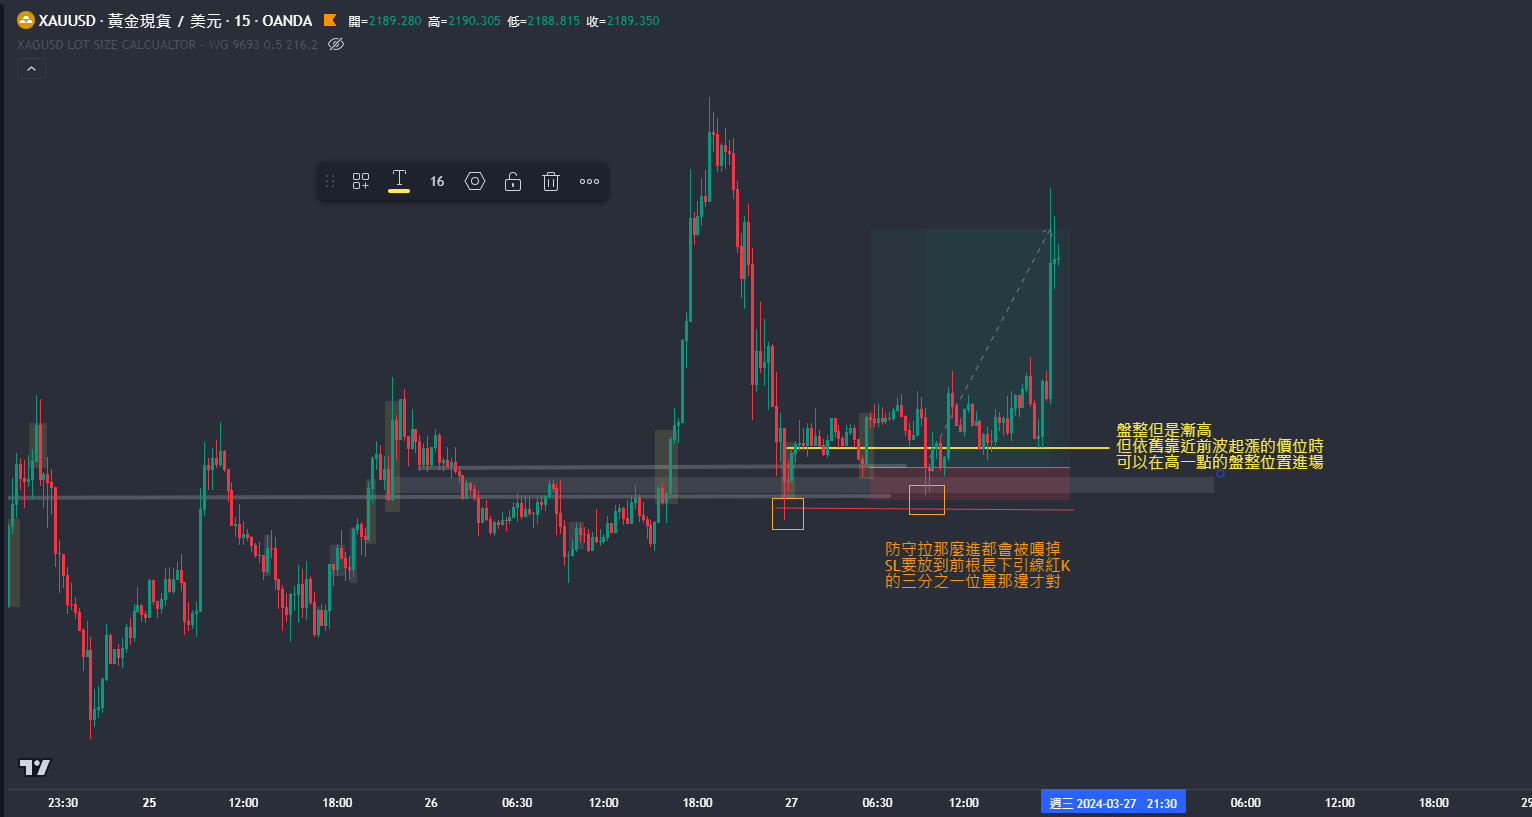 XAUUSD · 黃金現貨 / 美元 · 15 · OANDA 開=2189.280 高=2190.305 低=2188.815 收=2189.350
XAGUSD LOT SIZE CALCUALTOR - WG 9693 0.5 216.2
16
盤整但是漸高
但依舊靠近前波起漲的價位時
可以在高一點的盤整位置進場
防守拉那麼進都會被嘎掉
SL要放到前根長下引線紅K
的三分之一位置那邊才對
23:30 25 12:00 18:00 26 06:30 12:00 18:00 27 06:30 12:00 週三 2024-03-27 21:30 06:00 12:00 18:00 29